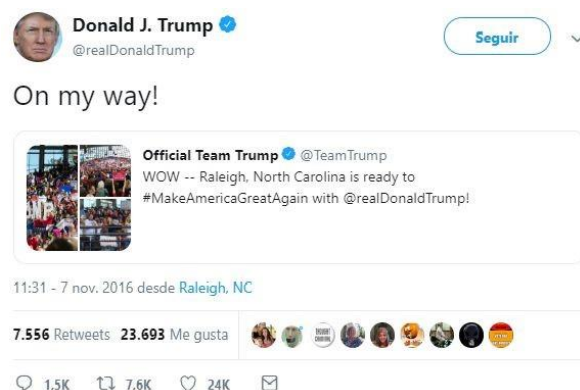 Donald J. Trump
Seguir
@realDonaldTrump
On my way!
Official Team Trump @TeamTrump
WOW -- Raleigh, North Carolina is ready to
#MakeAmericaGreatAgain with @realDonaldTrump!
11:31 - 7 nov. 2016 desde Raleigh, NC
7.556 Retweets 23.693 Me gusta
1.5K 7.6K 24K